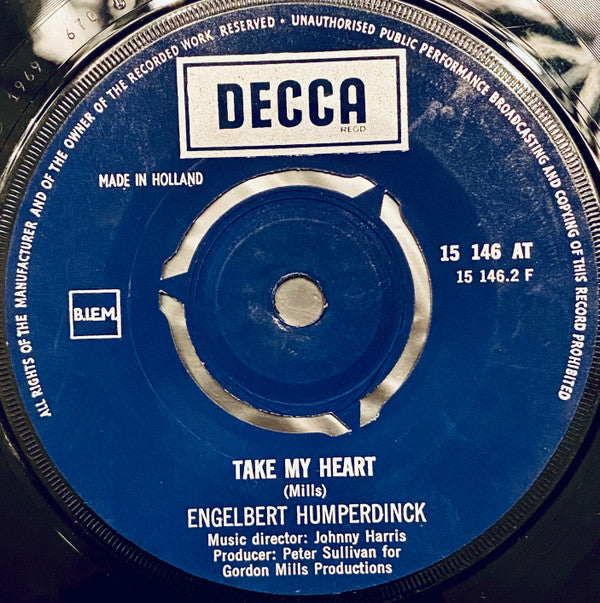 ALL RIGHTS OF THE MANUFACTURER AND OF THE OWNER OF THE RECORDED WORK RESERVED • UNAUTHORISED PUBLIC PERFORMANCE BROADCASTING AND COPYING OF THIS RECORD PROHIBITED
DECCA
REGD
MADE IN HOLLAND
15 146 AT
15 146.2 F
B.I.E.M.
TAKE MY HEART
(Mills)
ENGELBERT HUMPERDINCK
Music director: Johnny Harris
Producer: Peter Sullivan for
Gordon Mills Productions
1969